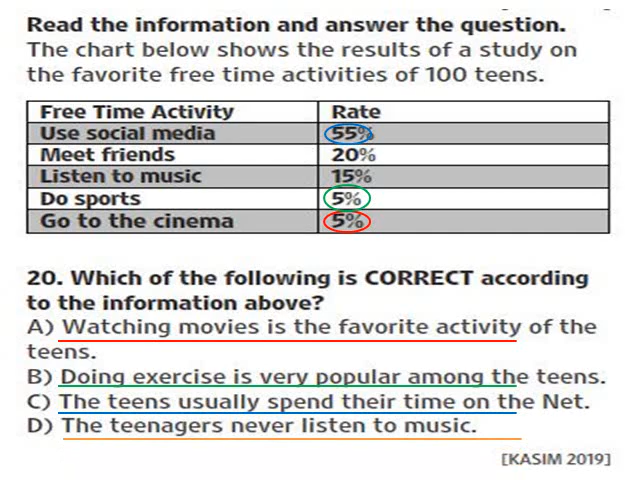 Read the information and answer the question.
The chart below shows the results of a study on
the favorite free time activities of 100 teens.
Free Time Activity Rate
Use social media 55%
Meet friends 20%
Listen to music 15%
Do sports 5%
Go to the cinema 5%
20. Which of the following is CORRECT according
to the information above?
A) Watching movies is the favorite activity of the
teens.
B) Doing exercise is very popular among the teens.
C) The teens usually spend their time on the Net.
D) The teenagers never listen to music.
[KASIM 2019]